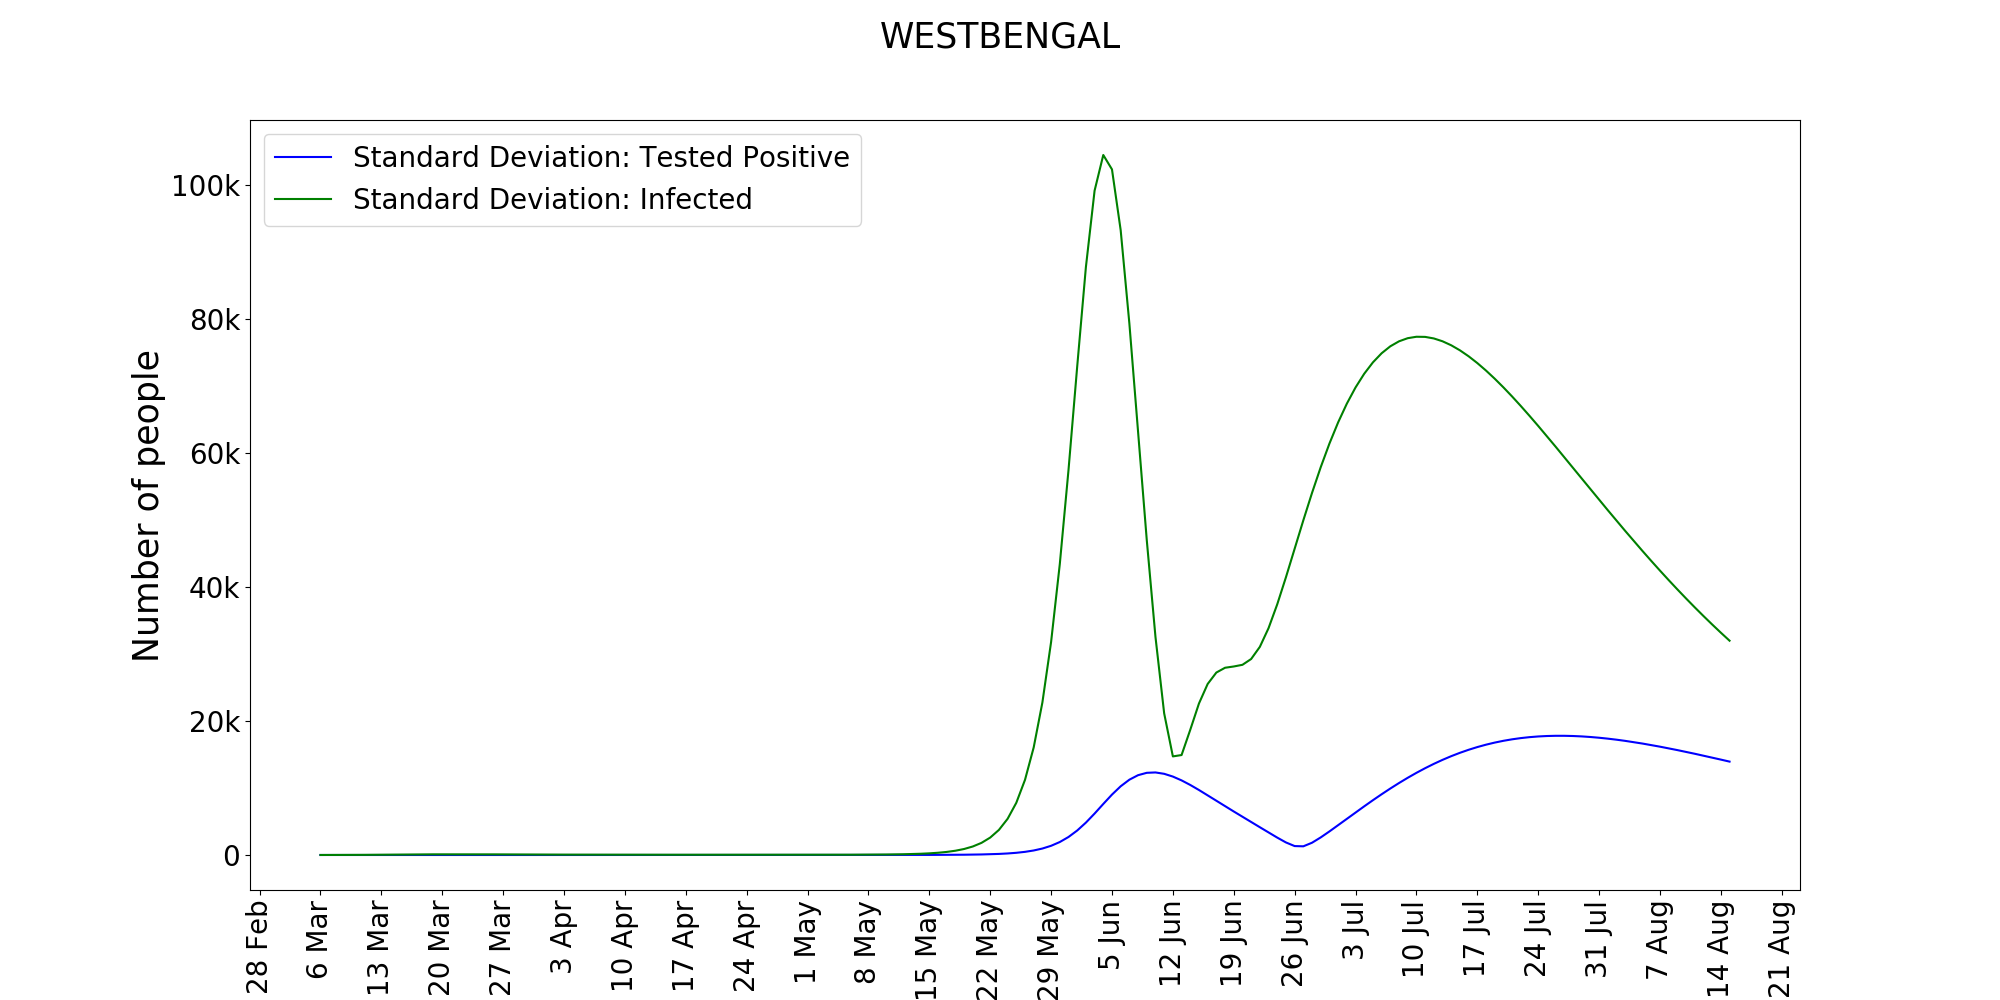 WESTBENGAL
Standard Deviation: Tested Positive
Standard Deviation: Infected
Number of people
100k
80k
60k
40k
20k
0
28 Feb
6 Mar
13 Mar
20 Mar
27 Mar
3 Apr
10 Apr
17 Apr
24 Apr
1 May
8 May
15 May
22 May
29 May
5 Jun
12 Jun
19 Jun
26 Jun
3 Jul
10 Jul
17 Jul
24 Jul
31 Jul
7 Aug
14 Aug
21 Aug